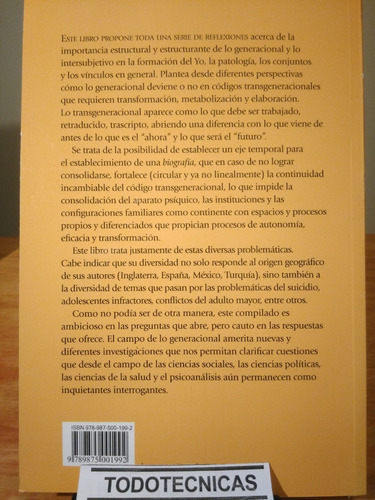 ESTE LIBRO PROPONE TODA UNA SERIE DE REFLEXIONES acerca de la
importancia estructural y estructurante de lo generacional y lo
intersubjetivo en la formación del Yo, la patología, los conjuntos
y los vínculos en general. Plantea desde diferentes perspectivas
cómo lo generacional deviene o no en códigos transgeneracionales
que requieren transformación, metabolización y elaboración.
Lo transgeneracional aparece como lo que debe ser trabajado,
retraducido, trascripto, abriendo una diferencia con lo que viene de
antes de lo que es el "ahora" y lo que será el "futuro".
Se trata de la posibilidad de establecer un eje temporal para
el establecimiento de una biografía, que en caso de no lograr
consolidarse, fortalece (circular y ya no linealmente) la continuidad
incambiable del código transgeneracional, lo que impide la
consolidación del aparato psíquico, las instituciones y las
configuraciones familiares como continente con espacios y procesos
propios y diferenciados que propician procesos de autonomía,
eficacia y transformación.
Este libro trata justamente de estas diversas problemáticas.
Cabe indicar que su diversidad no solo responde al origen geográfico
de sus autores (Inglaterra, España, México, Turquía), sino también a
la diversidad de temas que pasan por las problemáticas del suicidio,
adolescentes infractores, conflictos del adulto mayor, entre otros.
Como no podía ser de otra manera, este compilado es
ambicioso en las preguntas que abre, pero cauto en las respuestas
que ofrece. El campo de lo generacional amerita nuevas y
diferentes investigaciones que nos permitan clarificar cuestiones
que desde el campo de las ciencias sociales, las ciencias políticas,
las ciencias de la salud y el psicoanálisis aún permanecen como
inquietantes interrogantes.
ISBN 978-987-500-199-2
9 789875 001992
TODOTECNICAS